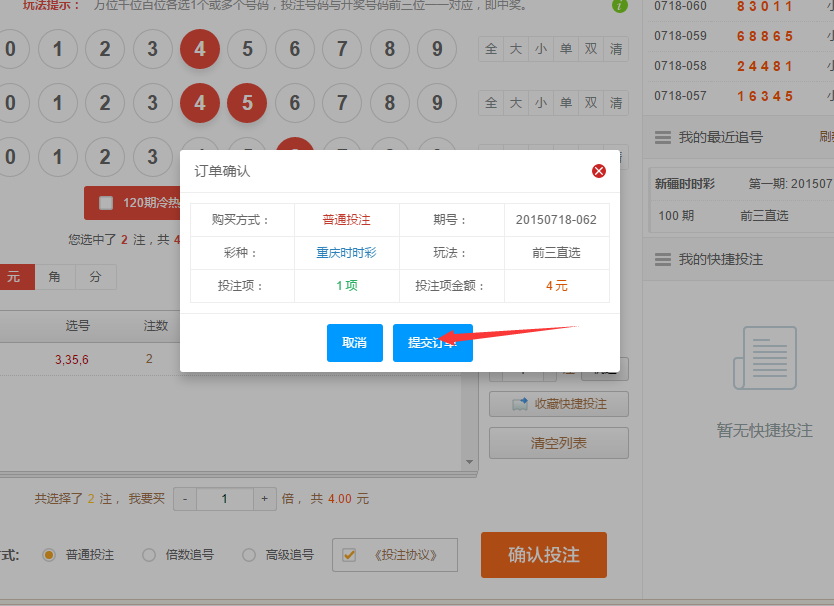 玩法提示： 万位千位百位各选1个或多个号码，投注号码与开奖号码前三位一一对应，即中奖。
0 1 2 3 4 5 6 7 8 9 全 大 小 单 双 清
0 1 2 3 4 5 6 7 8 9 全 大 小 单 双 清
0 1 2 3
120期冷热
您选中了 2 注，共 4
元 角 分
选号 注数
3,35,6 2
订单确认
购买方式： 普通投注 期号： 20150718-062
彩种： 重庆时时彩 玩法： 前三直选
投注项： 1 项 投注项金额： 4 元
取消 提交订单
收藏快捷投注
清空列表
共选择了 2 注， 我要买 - 1 + 倍， 共 4.00 元
式： 普通投注 倍数追号 高级追号 《投注协议》 确认投注
0718-060 8 3 0 1 1 小
0718-059 6 8 8 6 5 小
0718-058 2 4 4 8 1 小
0718-057 1 6 3 4 5 小
我的最近追号 刷新
新疆时时彩 第一期: 201507
100 期 前三直选
我的快捷投注
暂无快捷投注